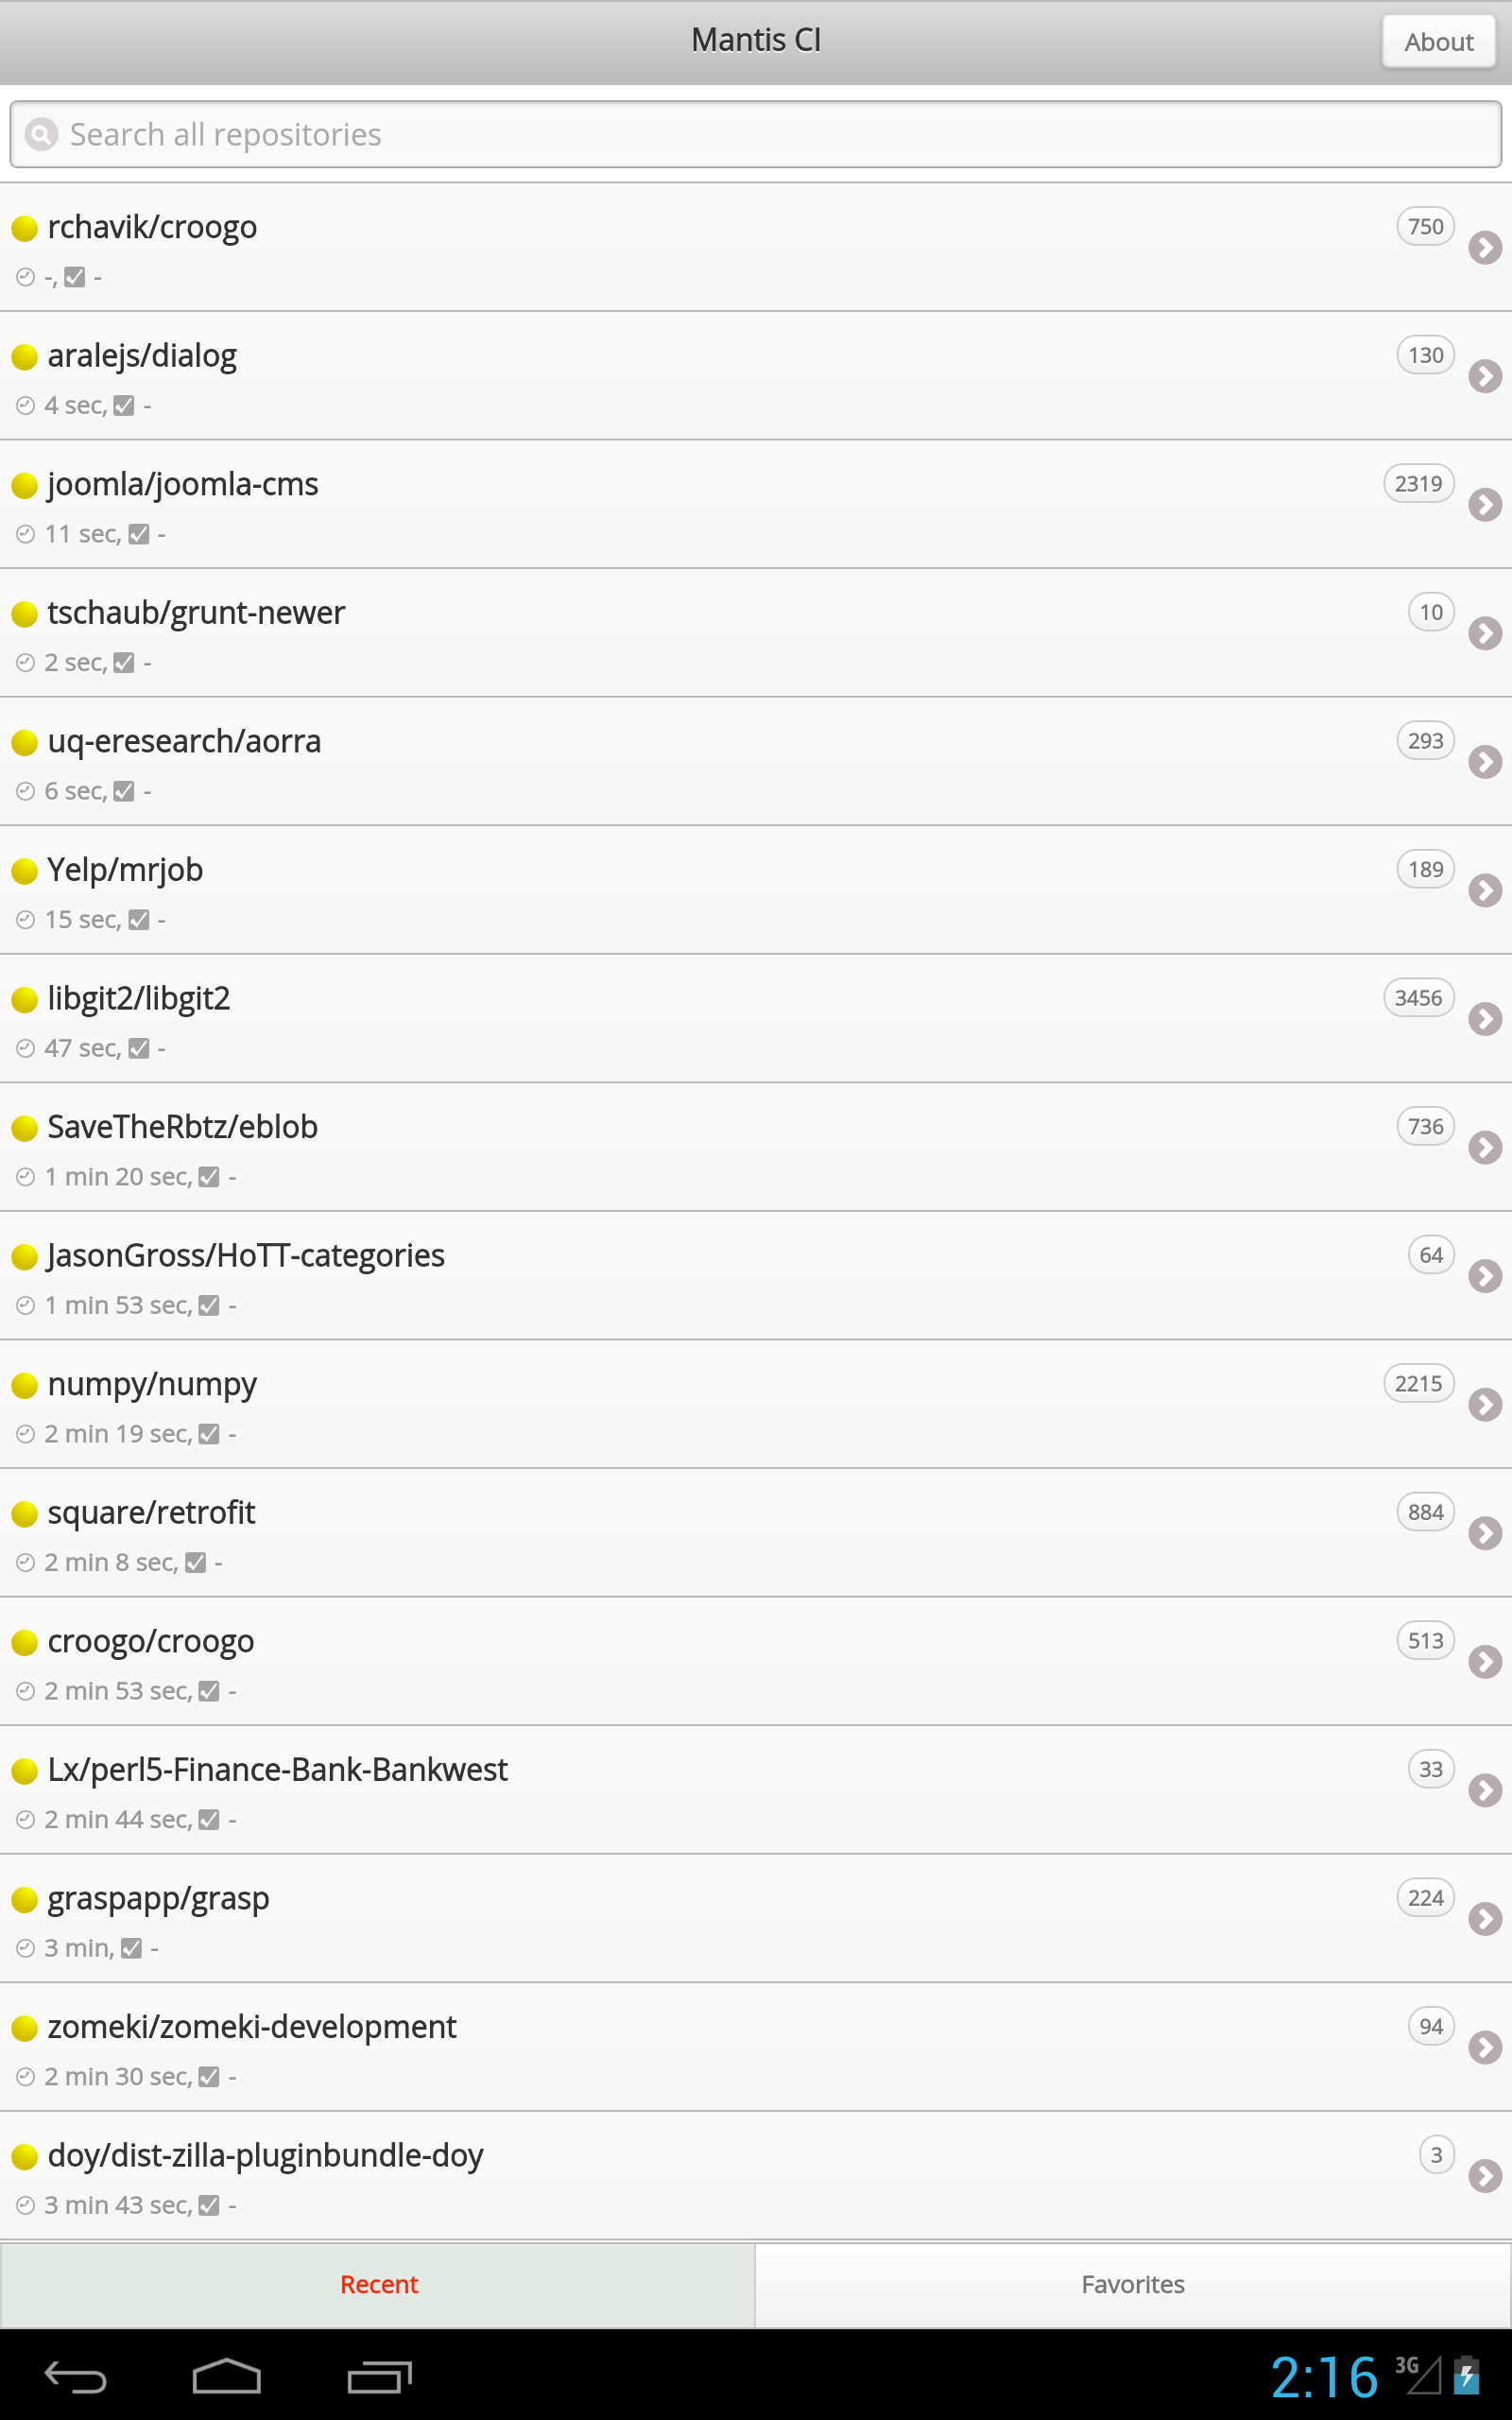 Mantis CI
About
Search all repositories
rchavik/croogo
750
-, -
aralejs/dialog
130
4 sec, -
joomla/joomla-cms
2319
11 sec, -
tschaub/grunt-newer
10
2 sec, -
uq-eresearch/aorra
293
6 sec, -
Yelp/mrjob
189
15 sec, -
libgit2/libgit2
3456
47 sec, -
SaveTheRbtz/eblob
736
1 min 20 sec, -
JasonGross/HoTT-categories
64
1 min 53 sec, -
numpy/numpy
2215
2 min 19 sec, -
square/retrofit
884
2 min 8 sec, -
croogo/croogo
513
2 min 53 sec, -
Lx/perl5-Finance-Bank-Bankwest
33
2 min 44 sec, -
graspapp/grasp
224
3 min, -
zomeki/zomeki-development
94
2 min 30 sec, -
doy/dist-zilla-pluginbundle-doy
3
3 min 43 sec, -
Recent
Favorites
2:16
3G